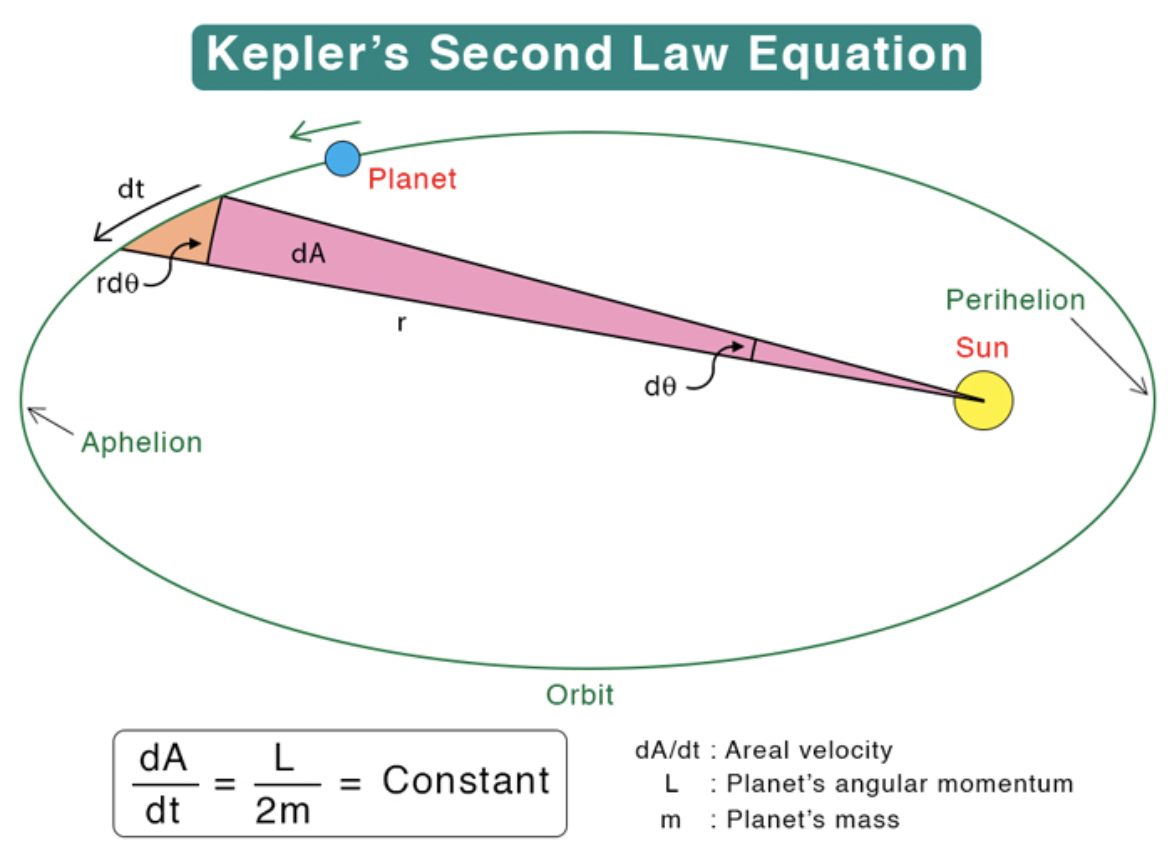 Kepler's Second Law Equation
Planet
dt
dA
rdθ
r
Perihelion
Sun
dθ
Aphelion
Orbit
dA/dt = L/2m = Constant
dA/dt : Areal velocity
L : Planet's angular momentum
m : Planet's mass